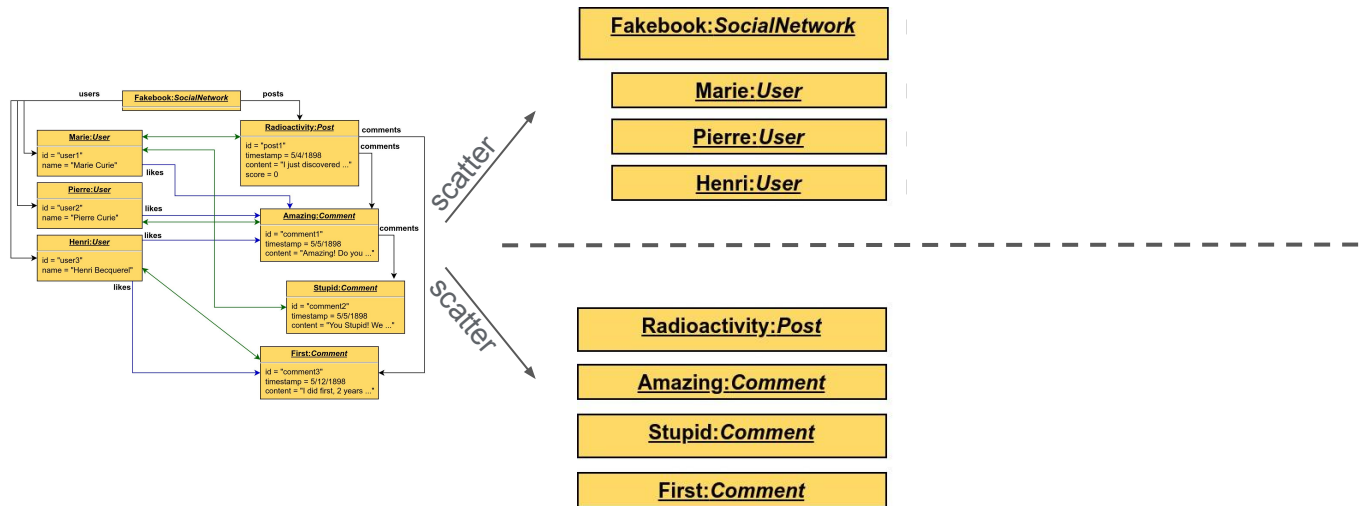 users
Fakebook:SocialNetwork
posts
Marie:User
id = "user1"
name = "Marie Curie"
Radioactivity:Post
id = "post1"
timestamp = 5/4/1898
content = "I just discovered ..."
score = 0
comments
comments
likes
Pierre:User
id = "user2"
name = "Pierre Curie"
likes
Amazing:Comment
id = "comment1"
timestamp = 5/5/1898
content = "Amazing! Do you ..."
comments
likes
Henri:User
id = "user3"
name = "Henri Becquerel"
likes
Stupid:Comment
id = "comment2"
timestamp = 5/5/1898
content = "You Stupid! We ..."
First:Comment
id = "comment3"
timestamp = 5/12/1898
content = "I did first, 2 years ..."
scatter
scatter
Fakebook:SocialNetwork
Marie:User
Pierre:User
Henri:User
Radioactivity:Post
Amazing:Comment
Stupid:Comment
First:Comment